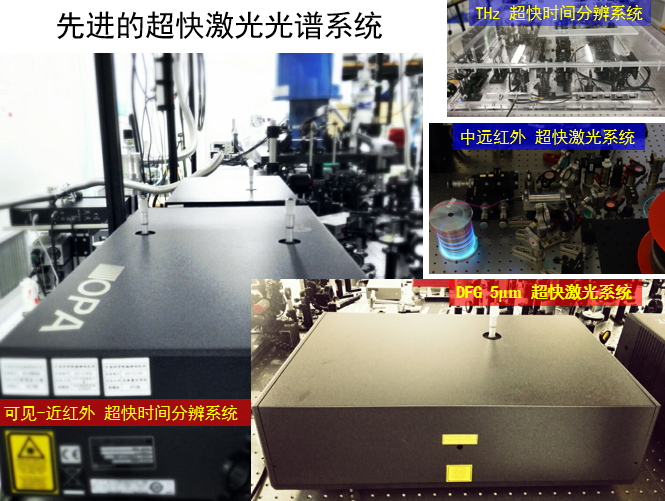 先进的超快激光光谱系统
THz 超快时间分辨系统
中远红外 超快激光系统
OPA
DFG 5μm 超快激光系统
可见-近红外 超快时间分辨系统
CE